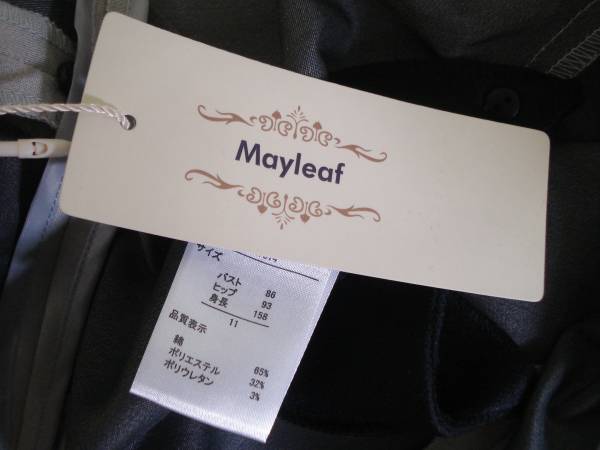 Mayleaf
サイズ
バスト 86
ヒップ 93
身長 158
11
品質表示
綿 65%
ポリエステル 32%
ポリウレタン 3%